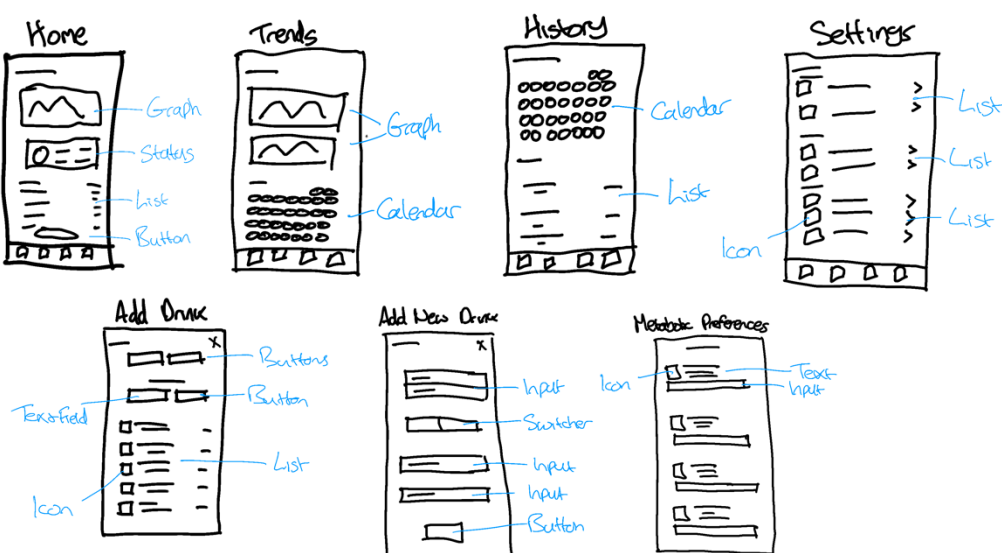 Home
Graph
Status
List
Button
Trends
Graph
Calendar
History
Calendar
List
Settings
List
List
List
Icon
Add Drink
x
Buttons
Textfield
Button
List
Icon
Add New Drink
x
Input
Switcher
Input
Input
Button
Metabolic Preferences
Icon
Text
Input